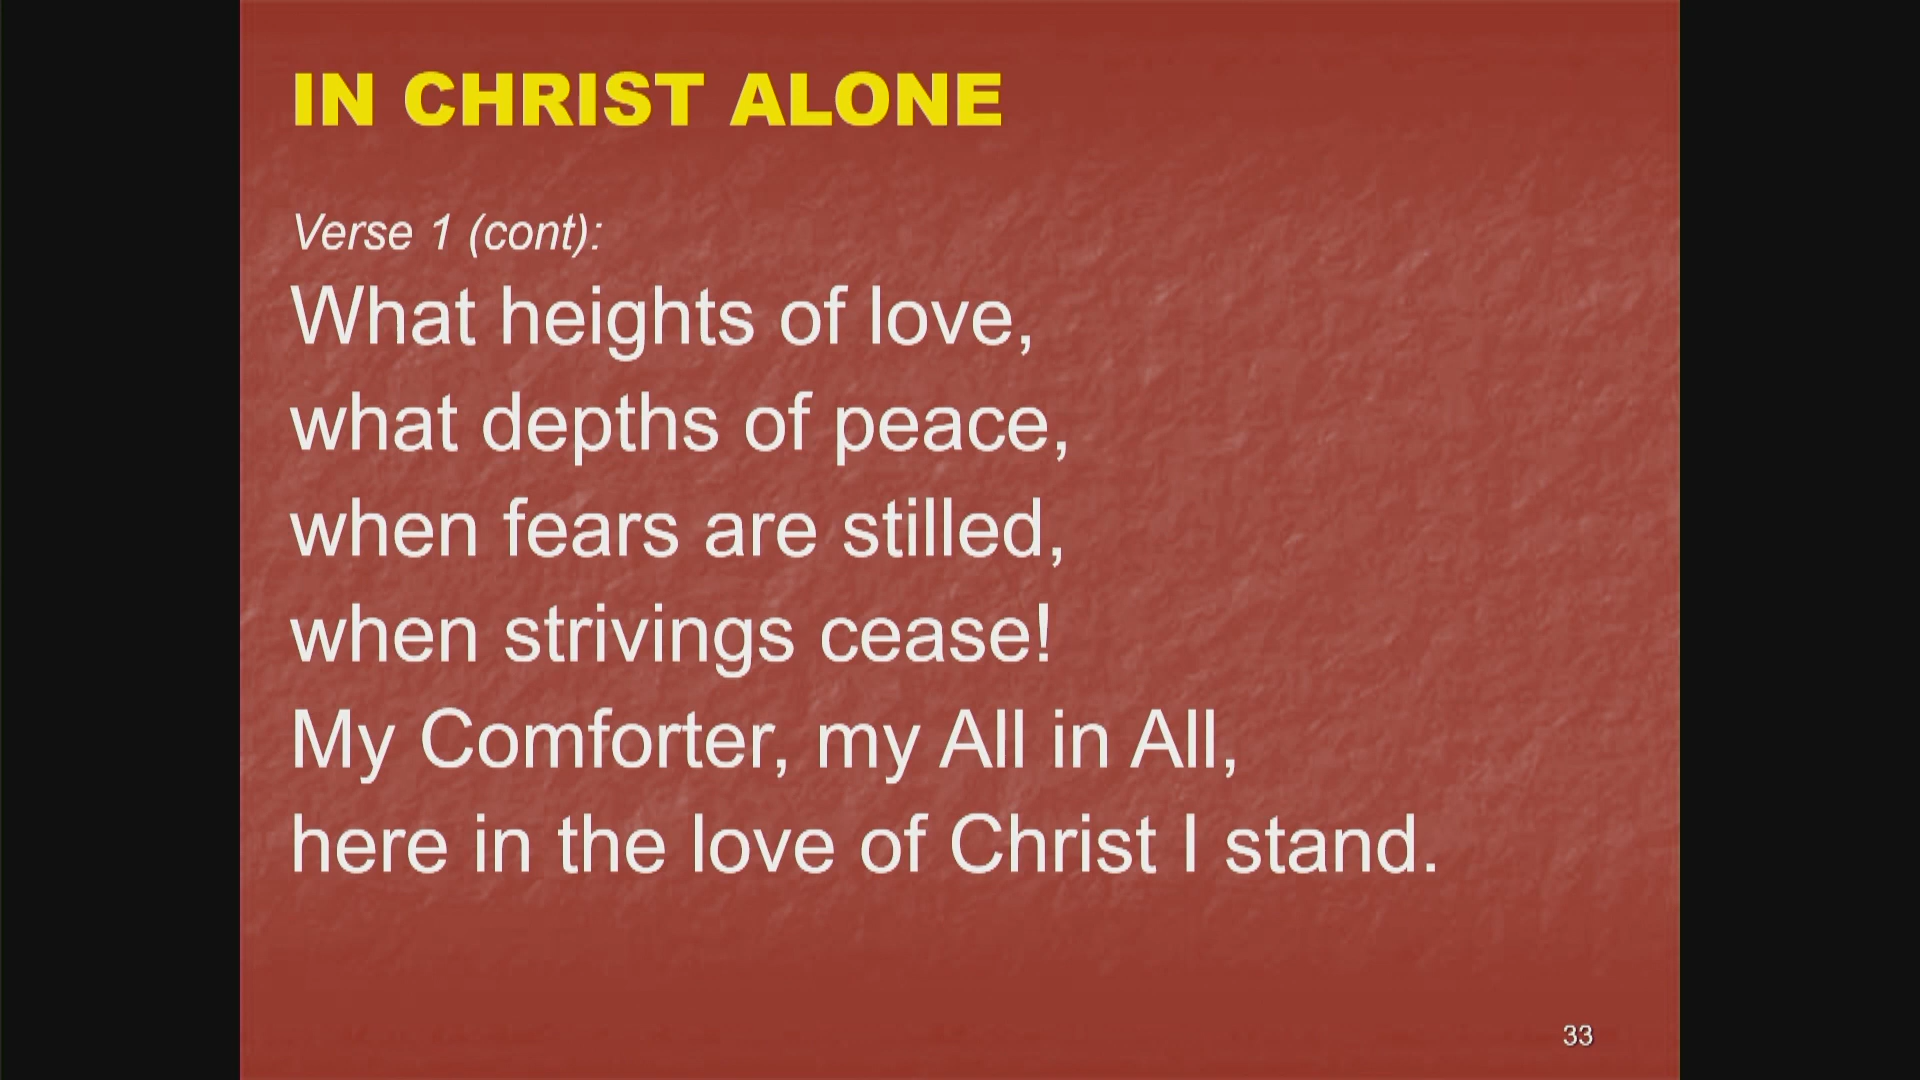 IN CHRIST ALONE
Verse 1 (cont):
What heights of love,
what depths of peace,
when fears are stilled,
when strivings cease!
My Comforter, my All in All,
here in the love of Christ I stand.
33